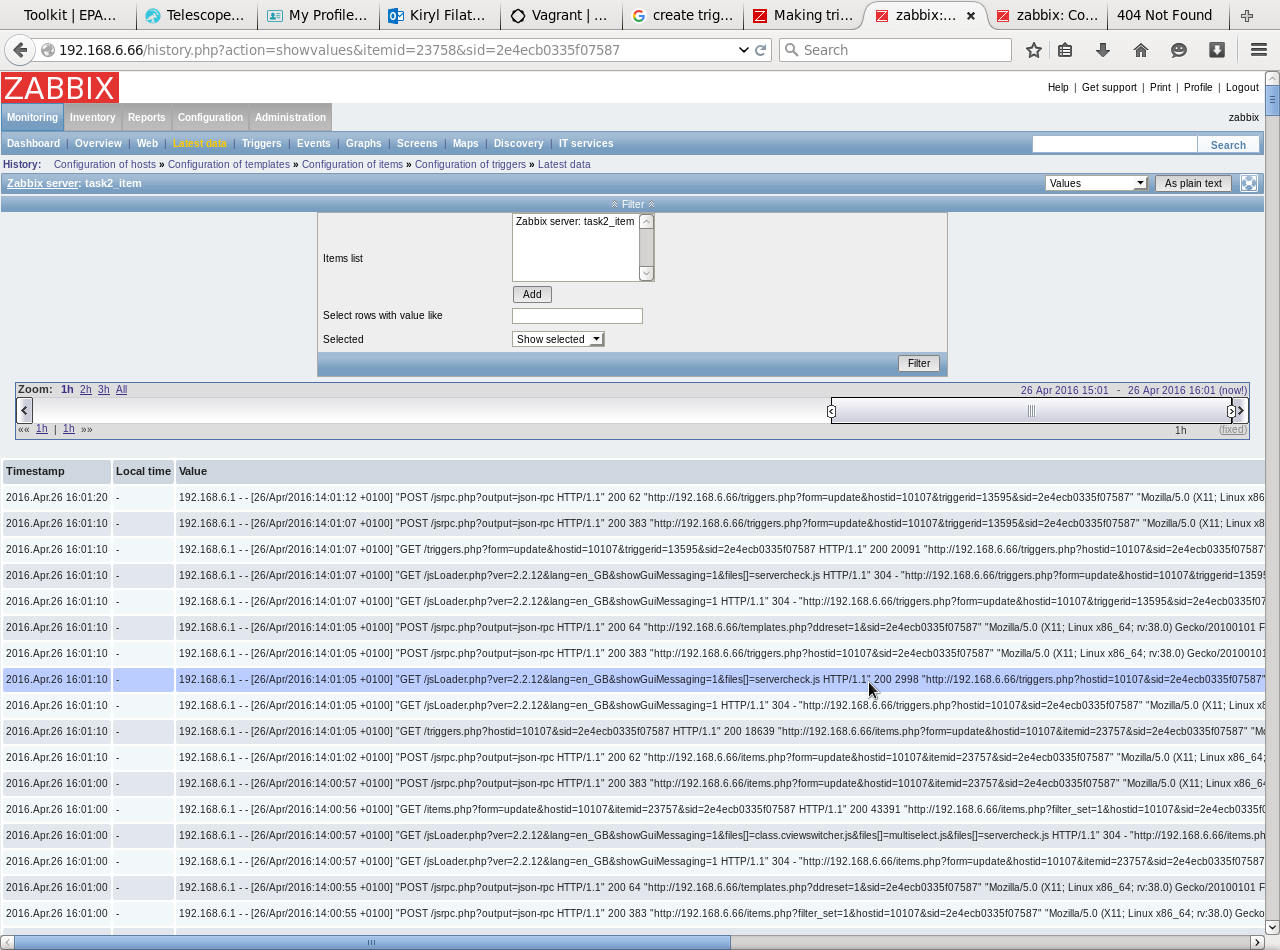 Toolkit | EPA... Telescope... My Profile... Kiryl Filat... Vagrant | ... create trig... Making tri... zabbix:... zabbix: Co... 404 Not Found
192.168.6.66/history.php?action=showvalues&itemid=23758&sid=2e4ecb0335f07587 Search
ZABBIX
Help | Get support | Print | Profile | Logout
Monitoring Inventory Reports Configuration Administration zabbix
Dashboard | Overview | Web | Latest data | Triggers | Events | Graphs | Screens | Maps | Discovery | IT services Search
History: Configuration of hosts » Configuration of templates » Configuration of items » Configuration of triggers » Latest data
Zabbix server: task2_item Values As plain text
Filter
Zabbix server: task2_item
Items list
Add
Select rows with value like
Selected Show selected
Filter
Zoom: 1h 2h 3h All 26 Apr 2016 15:01 - 26 Apr 2016 16:01 (now!)
«« 1h | 1h »» 1h (fixed)
Timestamp Local time Value
2016.Apr.26 16:01:20 - 192.168.6.1 - - [26/Apr/2016:14:01:12 +0100] "POST /jsrpc.php?output=json-rpc HTTP/1.1" 200 62 "http://192.168.6.66/triggers.php?form=update&hostid=10107&triggerid=13595&sid=2e4ecb0335f07587" "Mozilla/5.0 (X11; Linux x86
2016.Apr.26 16:01:10 - 192.168.6.1 - - [26/Apr/2016:14:01:07 +0100] "POST /jsrpc.php?output=json-rpc HTTP/1.1" 200 383 "http://192.168.6.66/triggers.php?form=update&hostid=10107&triggerid=13595&sid=2e4ecb0335f07587" "Mozilla/5.0 (X11; Linux x8
2016.Apr.26 16:01:10 - 192.168.6.1 - - [26/Apr/2016:14:01:07 +0100] "GET /triggers.php?form=update&hostid=10107&triggerid=13595&sid=2e4ecb0335f07587 HTTP/1.1" 200 20091 "http://192.168.6.66/triggers.php?hostid=10107&sid=2e4ecb0335f07587"
2016.Apr.26 16:01:10 - 192.168.6.1 - - [26/Apr/2016:14:01:07 +0100] "GET /jsLoader.php?ver=2.2.12&lang=en_GB&showGuiMessaging=1&files[]=servercheck.js HTTP/1.1" 304 - "http://192.168.6.66/triggers.php?form=update&hostid=10107&triggerid=1359
2016.Apr.26 16:01:10 - 192.168.6.1 - - [26/Apr/2016:14:01:07 +0100] "GET /jsLoader.php?ver=2.2.12&lang=en_GB&showGuiMessaging=1 HTTP/1.1" 304 - "http://192.168.6.66/triggers.php?form=update&hostid=10107&triggerid=13595&sid=2e4ecb0335f07
2016.Apr.26 16:01:10 - 192.168.6.1 - - [26/Apr/2016:14:01:05 +0100] "POST /jsrpc.php?output=json-rpc HTTP/1.1" 200 64 "http://192.168.6.66/templates.php?ddreset=1&sid=2e4ecb0335f07587" "Mozilla/5.0 (X11; Linux x86_64; rv:38.0) Gecko/20100101 F
2016.Apr.26 16:01:10 - 192.168.6.1 - - [26/Apr/2016:14:01:05 +0100] "POST /jsrpc.php?output=json-rpc HTTP/1.1" 200 383 "http://192.168.6.66/triggers.php?hostid=10107&sid=2e4ecb0335f07587" "Mozilla/5.0 (X11; Linux x86_64; rv:38.0) Gecko/2010010
2016.Apr.26 16:01:10 - 192.168.6.1 - - [26/Apr/2016:14:01:05 +0100] "GET /jsLoader.php?ver=2.2.12&lang=en_GB&showGuiMessaging=1&files[]=servercheck.js HTTP/1.1" 200 2998 "http://192.168.6.66/triggers.php?hostid=10107&sid=2e4ecb0335f07587"
2016.Apr.26 16:01:10 - 192.168.6.1 - - [26/Apr/2016:14:01:05 +0100] "GET /jsLoader.php?ver=2.2.12&lang=en_GB&showGuiMessaging=1 HTTP/1.1" 304 - "http://192.168.6.66/triggers.php?hostid=10107&sid=2e4ecb0335f07587" "Mozilla/5.0 (X11; Linux x8
2016.Apr.26 16:01:10 - 192.168.6.1 - - [26/Apr/2016:14:01:05 +0100] "GET /triggers.php?hostid=10107&sid=2e4ecb0335f07587 HTTP/1.1" 200 18639 "http://192.168.6.66/items.php?form=update&hostid=10107&itemid=23757&sid=2e4ecb0335f07587" "Mo
2016.Apr.26 16:01:10 - 192.168.6.1 - - [26/Apr/2016:14:01:02 +0100] "POST /jsrpc.php?output=json-rpc HTTP/1.1" 200 62 "http://192.168.6.66/items.php?form=update&hostid=10107&itemid=23757&sid=2e4ecb0335f07587" "Mozilla/5.0 (X11; Linux x86_64;
2016.Apr.26 16:01:00 - 192.168.6.1 - - [26/Apr/2016:14:00:57 +0100] "POST /jsrpc.php?output=json-rpc HTTP/1.1" 200 383 "http://192.168.6.66/items.php?form=update&hostid=10107&itemid=23757&sid=2e4ecb0335f07587" "Mozilla/5.0 (X11; Linux x86_64
2016.Apr.26 16:01:00 - 192.168.6.1 - - [26/Apr/2016:14:00:56 +0100] "GET /items.php?form=update&hostid=10107&itemid=23757&sid=2e4ecb0335f07587 HTTP/1.1" 200 43391 "http://192.168.6.66/items.php?filter_set=1&hostid=10107&sid=2e4ecb0335f0
2016.Apr.26 16:01:00 - 192.168.6.1 - - [26/Apr/2016:14:00:57 +0100] "GET /jsLoader.php?ver=2.2.12&lang=en_GB&showGuiMessaging=1&files[]=class.cviewswitcher.js&files[]=multiselect.js&files[]=servercheck.js HTTP/1.1" 304 - "http://192.168.6.66/items.ph
2016.Apr.26 16:01:00 - 192.168.6.1 - - [26/Apr/2016:14:00:57 +0100] "GET /jsLoader.php?ver=2.2.12&lang=en_GB&showGuiMessaging=1 HTTP/1.1" 304 - "http://192.168.6.66/items.php?form=update&hostid=10107&itemid=23757&sid=2e4ecb0335f07587
2016.Apr.26 16:01:00 - 192.168.6.1 - - [26/Apr/2016:14:00:55 +0100] "POST /jsrpc.php?output=json-rpc HTTP/1.1" 200 64 "http://192.168.6.66/templates.php?ddreset=1&sid=2e4ecb0335f07587" "Mozilla/5.0 (X11; Linux x86_64; rv:38.0) Gecko/20100101 F
2016.Apr.26 16:01:00 - 192.168.6.1 - - [26/Apr/2016:14:00:55 +0100] "POST /jsrpc.php?output=json-rpc HTTP/1.1" 200 383 "http://192.168.6.66/items.php?filter_set=1&hostid=10107&sid=2e4ecb0335f07587" "Mozilla/5.0 (X11; Linux x86_64; rv:38.0) Gecko